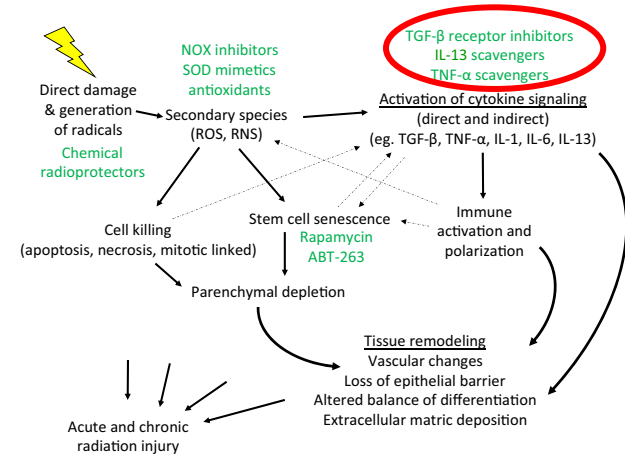 NOX inhibitors
SOD mimetics
antioxidants
TGF-β receptor inhibitors
IL-13 scavengers
TNF-α scavengers
Direct damage
& generation
of radicals
Chemical
radioprotectors
Secondary species
(ROS, RNS)
Activation of cytokine signaling
(direct and indirect)
(eg. TGF-β, TNF-α, IL-1, IL-6, IL-13)
Cell killing
(apoptosis, necrosis, mitotic linked)
Stem cell senescence
Rapamycin
ABT-263
Immune
activation and
polarization
Parenchymal depletion
Tissue remodeling
Vascular changes
Loss of epithelial barrier
Altered balance of differentiation
Extracellular matric deposition
Acute and chronic
radiation injury